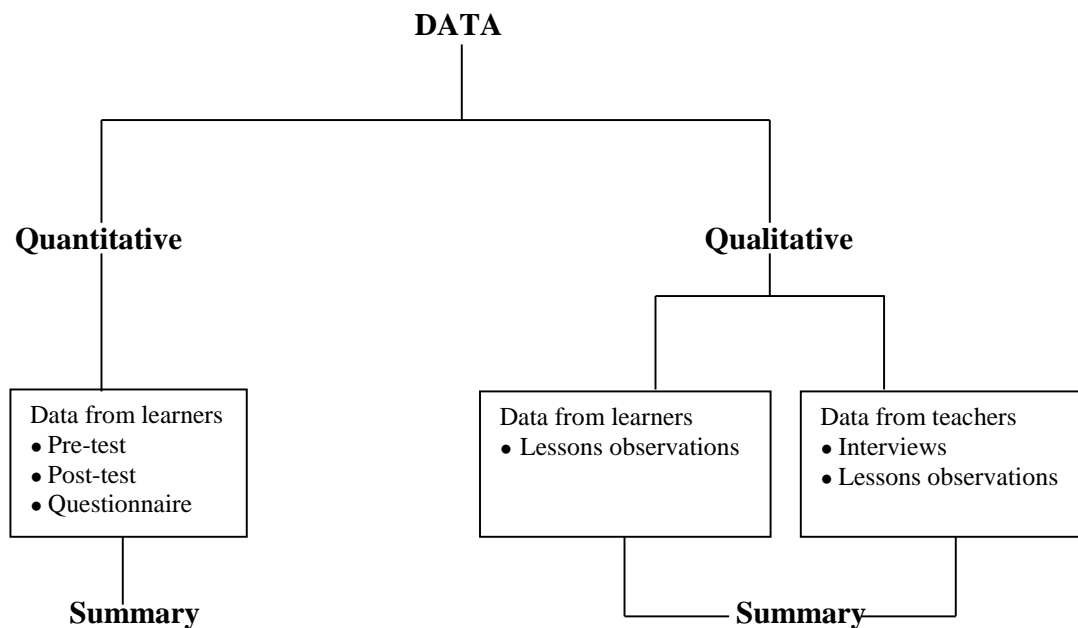 DATA
Quantitative
Qualitative
Data from learners
● Pre-test
● Post-test
● Questionnaire
Data from learners
● Lessons observations
Data from teachers
● Interviews
● Lessons observations
Summary
Summary